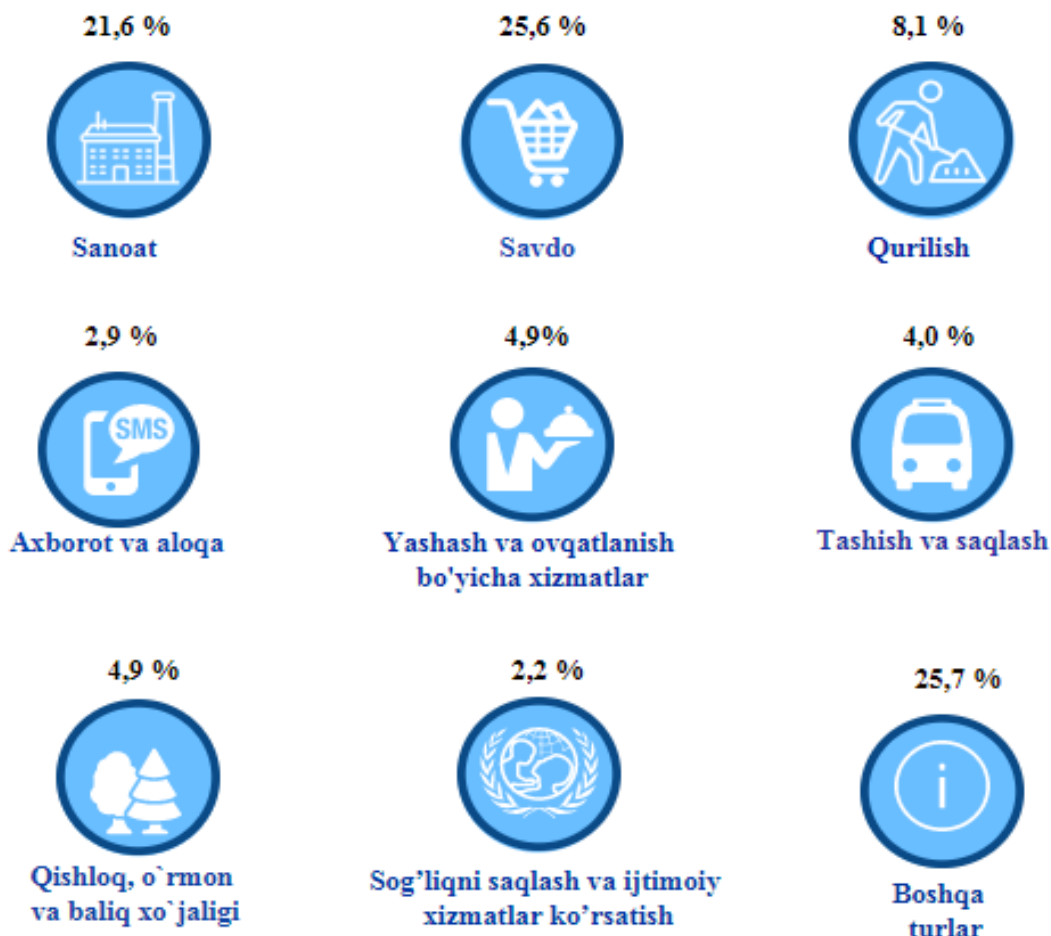 21,6 %
25,6 %
8,1 %
Sanoat
Savdo
Qurilish
2,9 %
4,9%
4,0 %
SMS
Axborot va aloqa
Yashash va ovqatlanish
bo'yicha xizmatlar
Tashish va saqlash
4,9 %
2,2 %
25,7 %
i
Qishloq, o`rmon
va baliq xo`jaligi
Sog’liqni saqlash va ijtimoiy
xizmatlar ko’rsatish
Boshqa
turlar